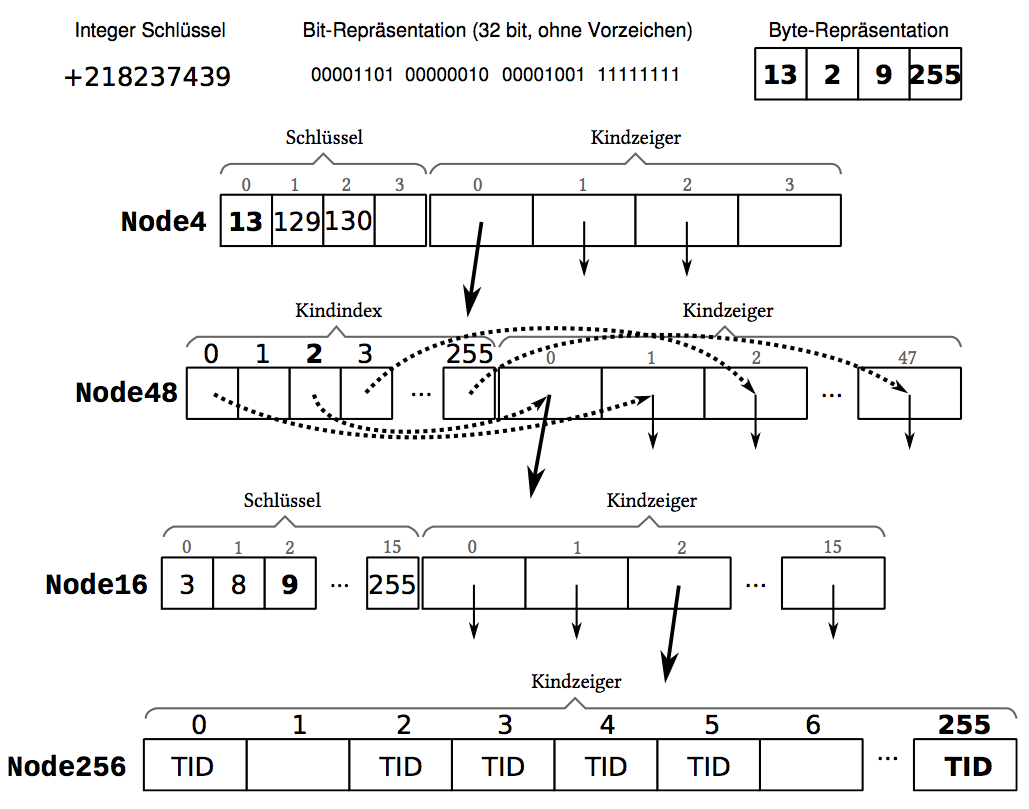 Integer Schlüssel Bit-Repräsentation (32 bit, ohne Vorzeichen) Byte-Repräsentation
+218237439 00001101 00000010 00001001 11111111 13 2 9 255
Schlüssel Kindzeiger
0 1 2 3 0 1 2 3
Node4 13 129 130
Kindindex Kindzeiger
0 1 2 3 255 0 1 2 47
Node48 ... ...
Schlüssel Kindzeiger
0 1 2 15 0 1 2 15
Node16 3 8 9 ... 255 ...
Kindzeiger
0 1 2 3 4 5 6 255
Node256 TID TID TID TID TID ... TID